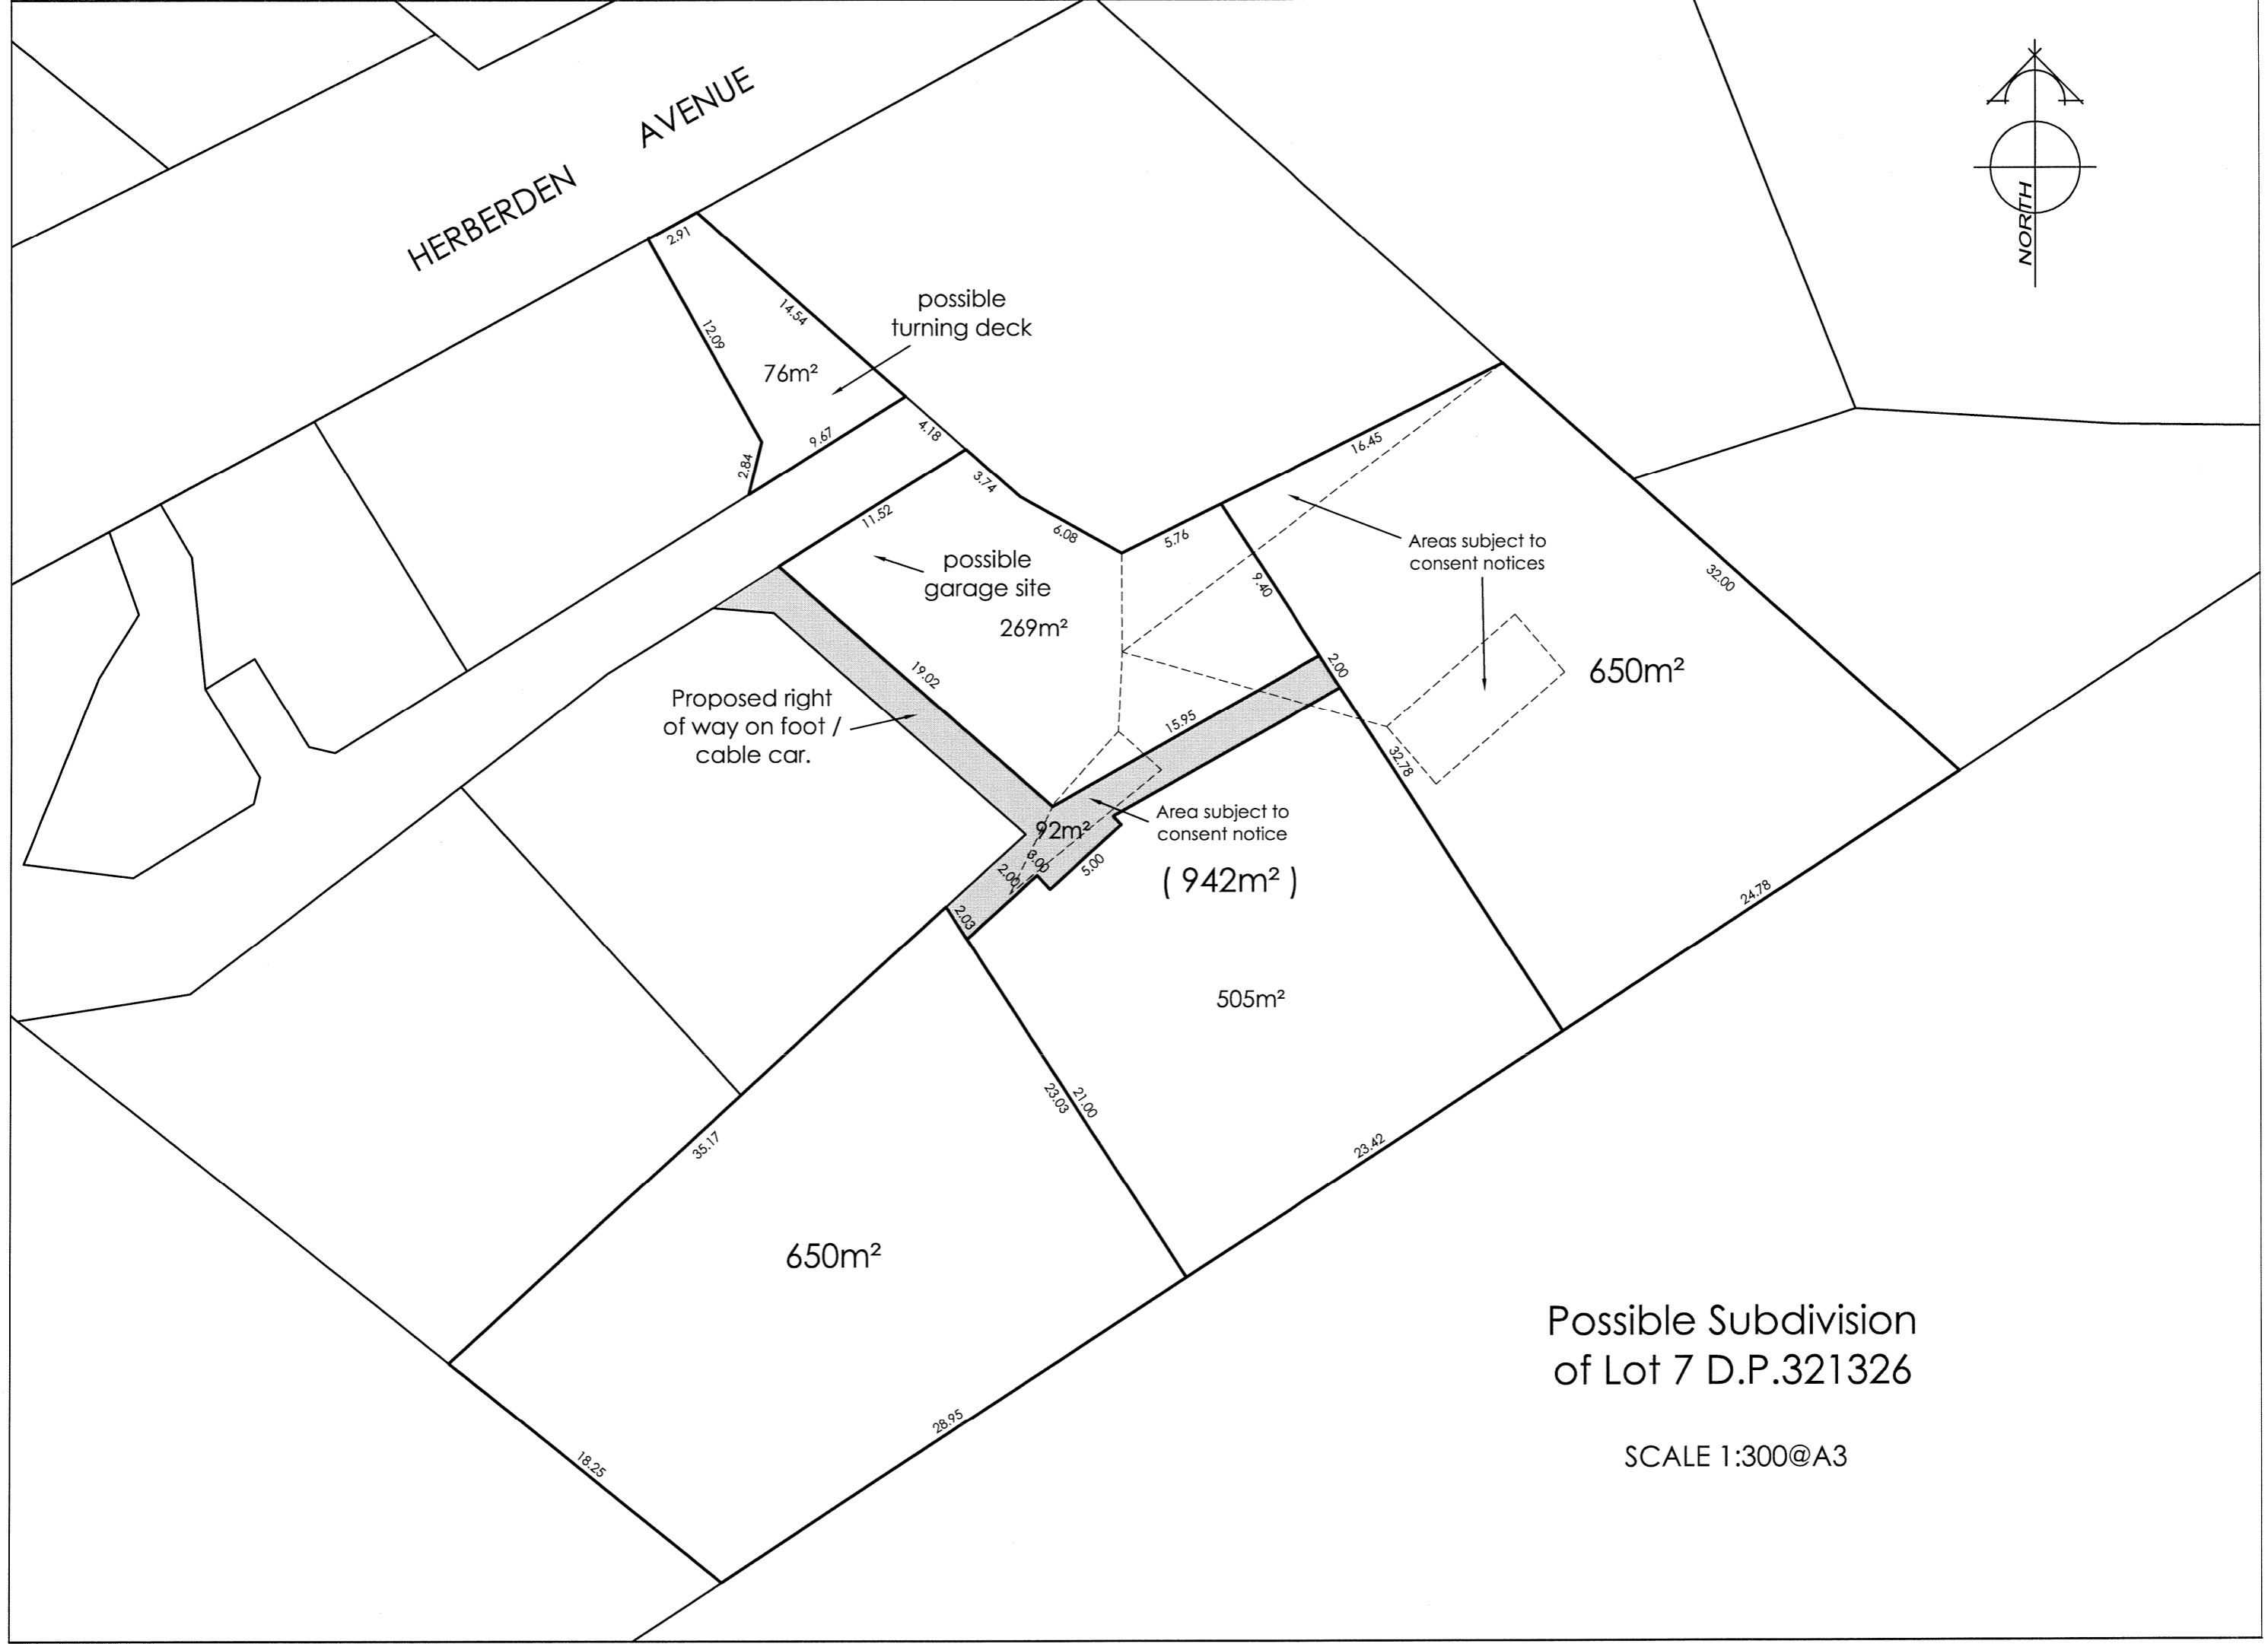 HERBERDEN AVENUE
NORTH
2.91
14.54
12.09
possible
turning deck
76m²
9.67
2.84
4.18
3.74
11.52
6.08
5.76
16.45
possible
garage site
269m²
9.40
Areas subject to
consent notices
32.00
650m²
2.00
19.02
Proposed right
of way on foot /
cable car.
15.95
32.78
Area subject to
consent notice
92m²
3.00
2.00
5.00
( 942m² )
2.03
24.78
505m²
23.03
21.00
23.42
35.17
650m²
28.95
18.25
Possible Subdivision
of Lot 7 D.P.321326
SCALE 1:300@A3